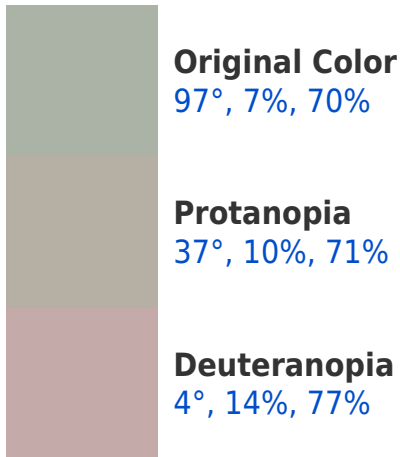 Original Color
97°, 7%, 70%
Protanopia
37°, 10%, 71%
Deuteranopia
4°, 14%, 77%